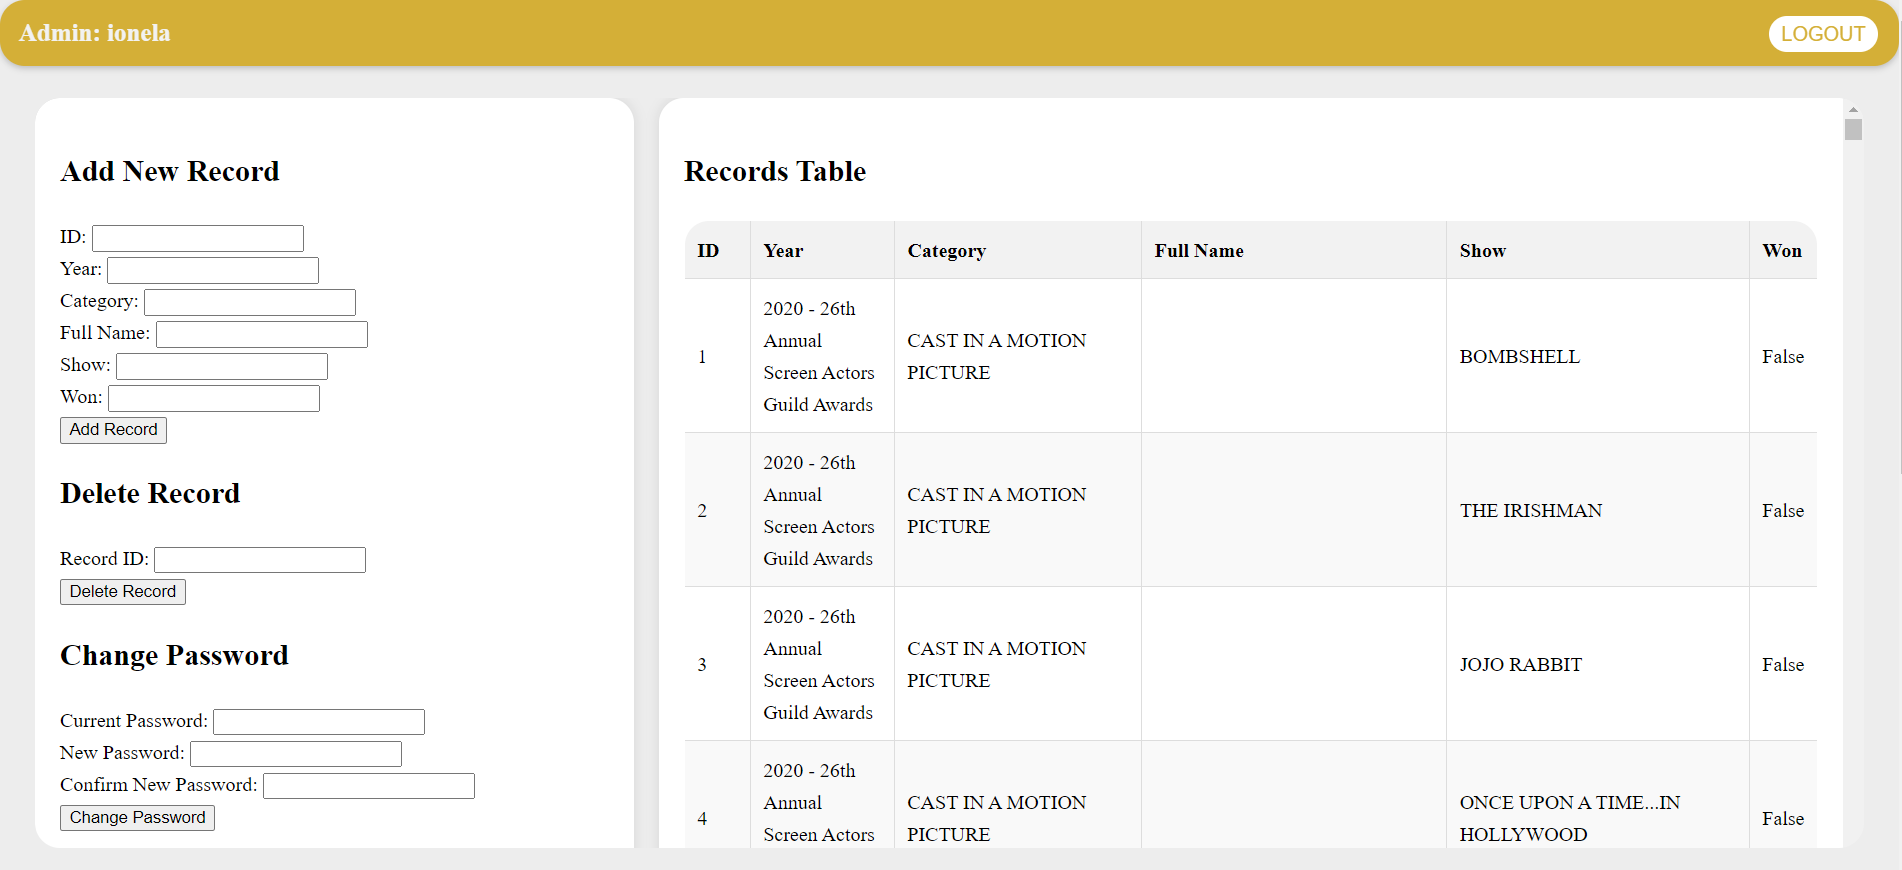 Admin: ionela
LOGOUT
Add New Record
ID:
Year:
Category:
Full Name:
Show:
Won:
Add Record
Delete Record
Record ID:
Delete Record
Change Password
Current Password:
New Password:
Confirm New Password:
Change Password
Records Table
ID Year Category Full Name Show Won
1
2020 - 26th
Annual
Screen Actors
Guild Awards
CAST IN A MOTION
PICTURE
BOMBSHELL
False
2
2020 - 26th
Annual
Screen Actors
Guild Awards
CAST IN A MOTION
PICTURE
THE IRISHMAN
False
3
2020 - 26th
Annual
Screen Actors
Guild Awards
CAST IN A MOTION
PICTURE
JOJO RABBIT
False
4
2020 - 26th
Annual
Screen Actors
CAST IN A MOTION
PICTURE
ONCE UPON A TIME...IN
HOLLYWOOD
False